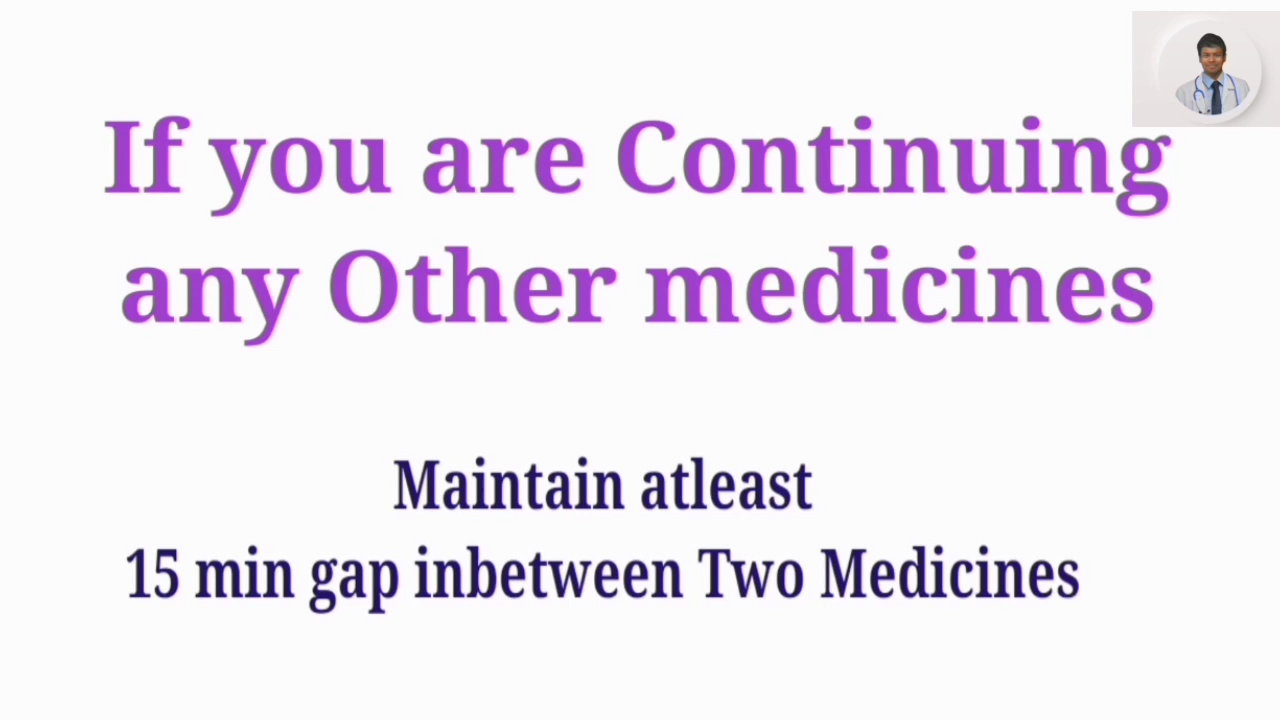 If you are Continuing
any Other medicines
Maintain atleast
15 min gap inbetween Two Medicines